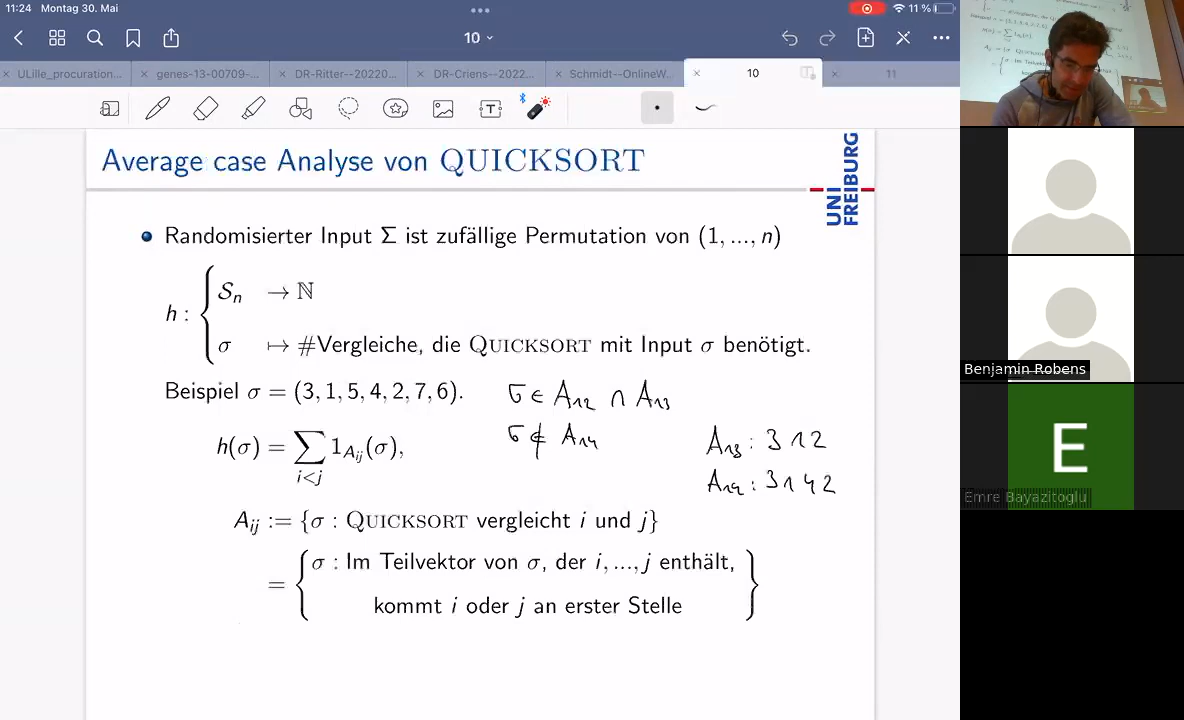 11:24 Montag 30. Mai
11 %
10
ULille_procuration...
genes-13-00709-...
DR-Ritter--20220...
DR-Criens--2022...
Schmidt--OnlineW...
10
11
Average case Analyse von QUICKSORT
UNI
FREIBURG
Randomisierter Input Σ ist zufällige Permutation von (1, ..., n)
h : { S_n → ℕ
σ ↦ #Vergleiche, die QUICKSORT mit Input σ benötigt.
Beispiel σ = (3, 1, 5, 4, 2, 7, 6). σ ∈ A₁₂ ∩ A₁₃
σ ∉ A₁₄
h(σ) = ∑_{i<j} 1_{A_{ij}}(σ),
A₁₃ : 3 1 2
A₁₄ : 3 1 4 2
A_{ij} := {σ : QUICKSORT vergleicht i und j}
= { σ : Im Teilvektor von σ, der i, ..., j enthält,
kommt i oder j an erster Stelle }
Benjamin Robens
E
Emre Bayazitoglu